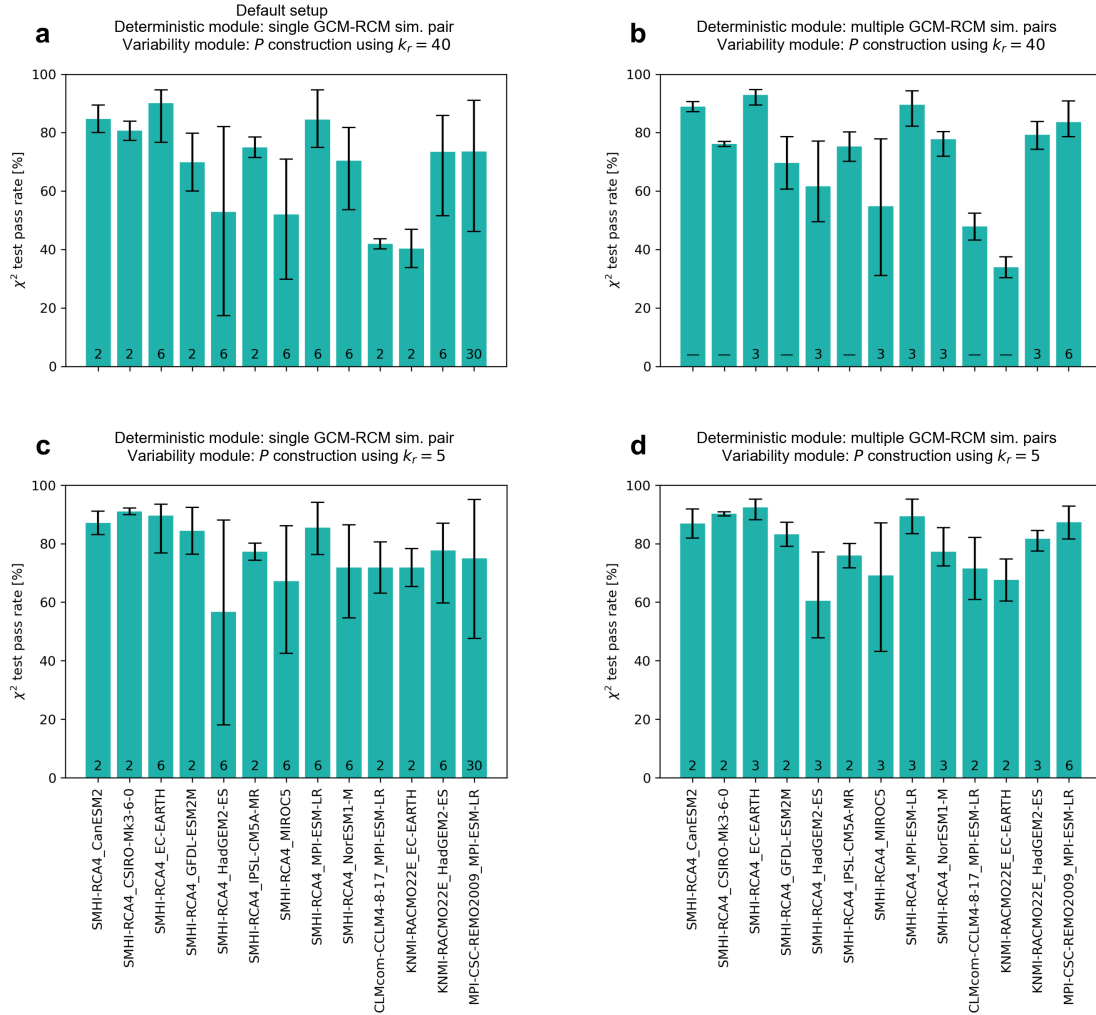 Default setup
a
Deterministic module: single GCM-RCM sim. pair
Variability module: P construction using kr = 40
χ2 test pass rate [%]
100
80
60
40
20
0
2 2 6 2 6 2 6 6 6 2 2 6 30
b
Deterministic module: multiple GCM-RCM sim. pairs
Variability module: P construction using kr = 40
χ2 test pass rate [%]
100
80
60
40
20
0
— — 3 — 3 — 3 3 3 — — 3 6
c
Deterministic module: single GCM-RCM sim. pair
Variability module: P construction using kr = 5
χ2 test pass rate [%]
100
80
60
40
20
0
2 2 6 2 6 2 6 6 6 2 2 6 30
SMHI-RCA4_CanESM2
SMHI-RCA4_CSIRO-Mk3-6-0
SMHI-RCA4_EC-EARTH
SMHI-RCA4_GFDL-ESM2M
SMHI-RCA4_HadGEM2-ES
SMHI-RCA4_IPSL-CM5A-MR
SMHI-RCA4_MIROC5
SMHI-RCA4_MPI-ESM-LR
SMHI-RCA4_NorESM1-M
CLMcom-CCLM4-8-17_MPI-ESM-LR
KNMI-RACMO22E_EC-EARTH
KNMI-RACMO22E_HadGEM2-ES
MPI-CSC-REMO2009_MPI-ESM-LR
d
Deterministic module: multiple GCM-RCM sim. pairs
Variability module: P construction using kr = 5
χ2 test pass rate [%]
100
80
60
40
20
0
2 2 3 2 3 2 3 3 3 2 2 3 6
SMHI-RCA4_CanESM2
SMHI-RCA4_CSIRO-Mk3-6-0
SMHI-RCA4_EC-EARTH
SMHI-RCA4_GFDL-ESM2M
SMHI-RCA4_HadGEM2-ES
SMHI-RCA4_IPSL-CM5A-MR
SMHI-RCA4_MIROC5
SMHI-RCA4_MPI-ESM-LR
SMHI-RCA4_NorESM1-M
CLMcom-CCLM4-8-17_MPI-ESM-LR
KNMI-RACMO22E_EC-EARTH
KNMI-RACMO22E_HadGEM2-ES
MPI-CSC-REMO2009_MPI-ESM-LR